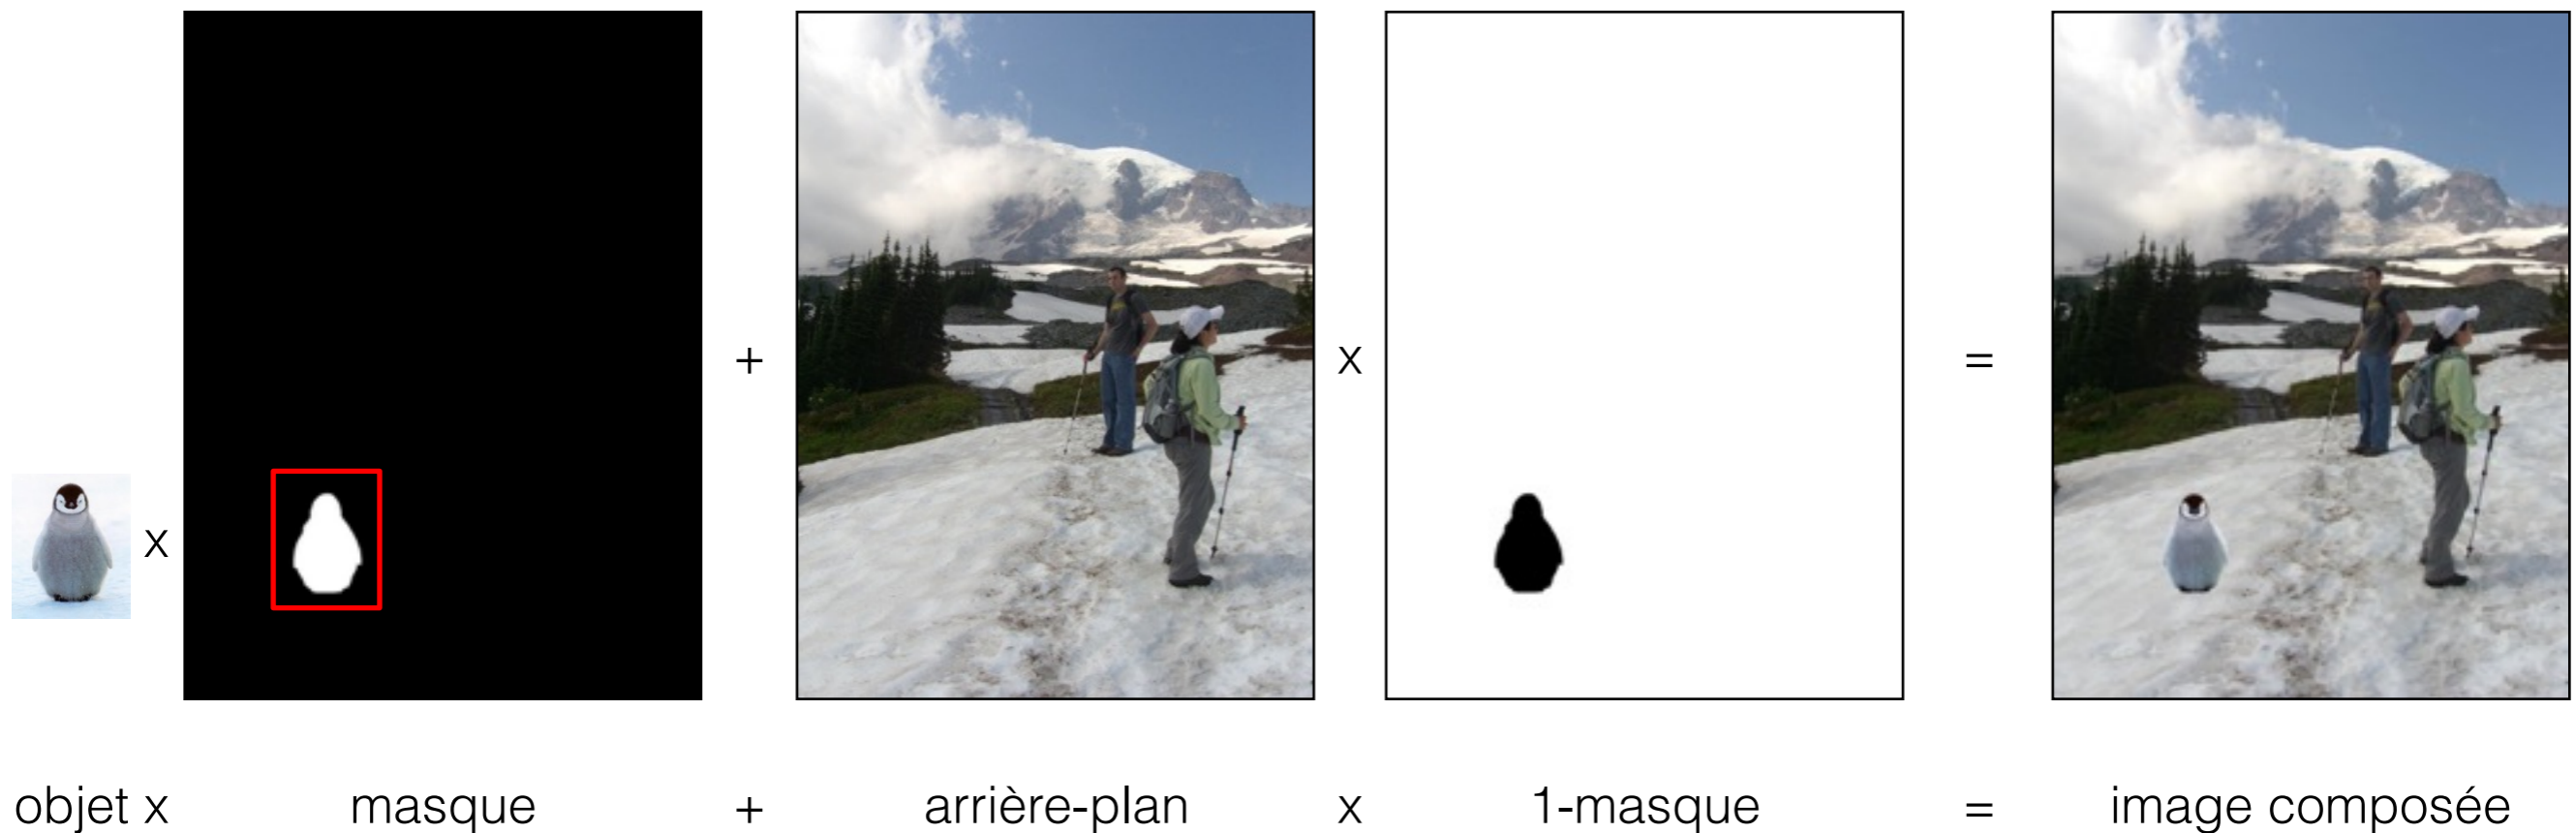 x + x =
objet x masque + arrière-plan x 1-masque = image composée